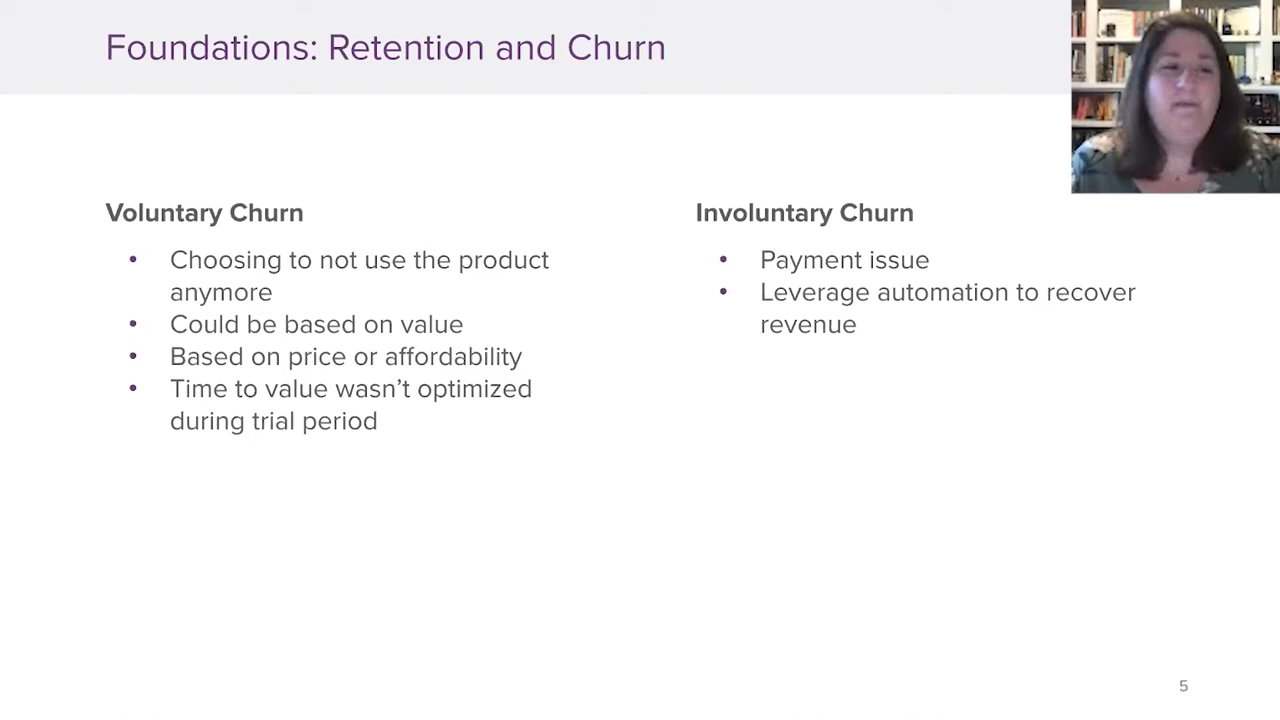 Foundations: Retention and Churn
Voluntary Churn
• Choosing to not use the product
anymore
• Could be based on value
• Based on price or affordability
• Time to value wasn’t optimized
during trial period
Involuntary Churn
• Payment issue
• Leverage automation to recover
revenue
5